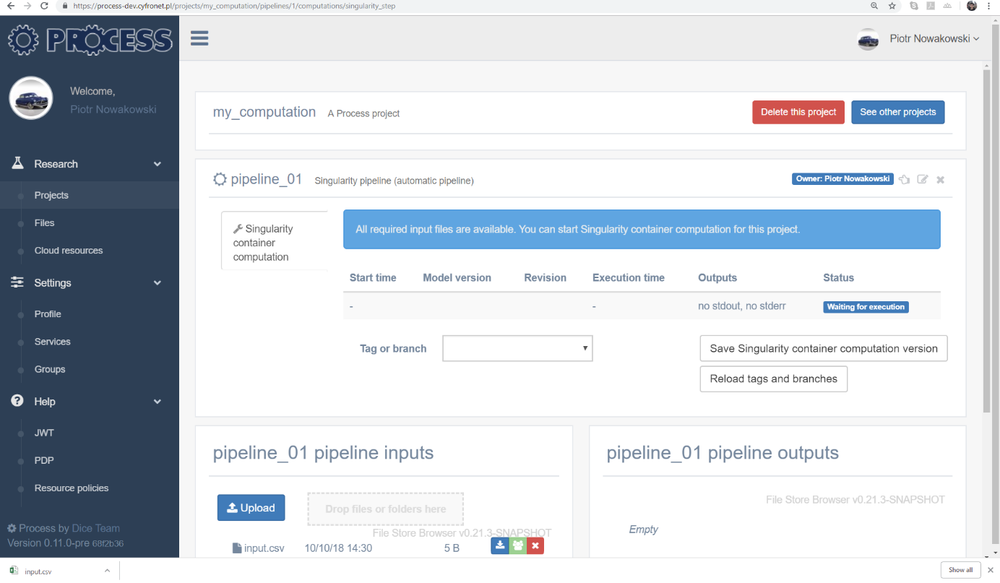 https://process-dev.cyfronet.pl/projects/my_computation/pipelines/1/computations/singularity_step
PROCESS
Piotr Nowakowski
Welcome,
Piotr Nowakowski
Research
Projects
Files
Cloud resources
Settings
Profile
Services
Groups
Help
JWT
PDP
Resource policies
Process by Dice Team
Version 0.11.0-pre 68f2b36
my_computation A Process project
Delete this project
See other projects
pipeline_01 Singularity pipeline (automatic pipeline)
Owner: Piotr Nowakowski
Singularity
container
computation
All required input files are available. You can start Singularity container computation for this project.
Start time Model version Revision Execution time Outputs Status
- - no stdout, no stderr Waiting for execution
Tag or branch
Save Singularity container computation version
Reload tags and branches
pipeline_01 pipeline inputs
Upload
Drop files or folders here
File Store Browser v0.21.3-SNAPSHOT
input.csv 10/10/18 14:30 5 B
pipeline_01 pipeline outputs
File Store Browser v0.21.3-SNAPSHOT
Empty
input.csv
Show all